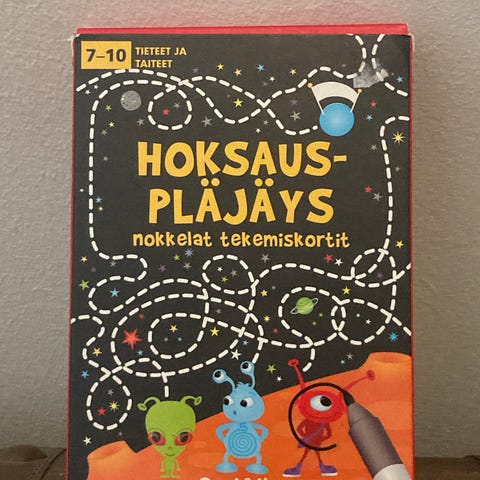 7–10 TIETEET JA
TAITEET
HOKSAUS-
PLÄJÄYS
nokkelat tekemiskortit